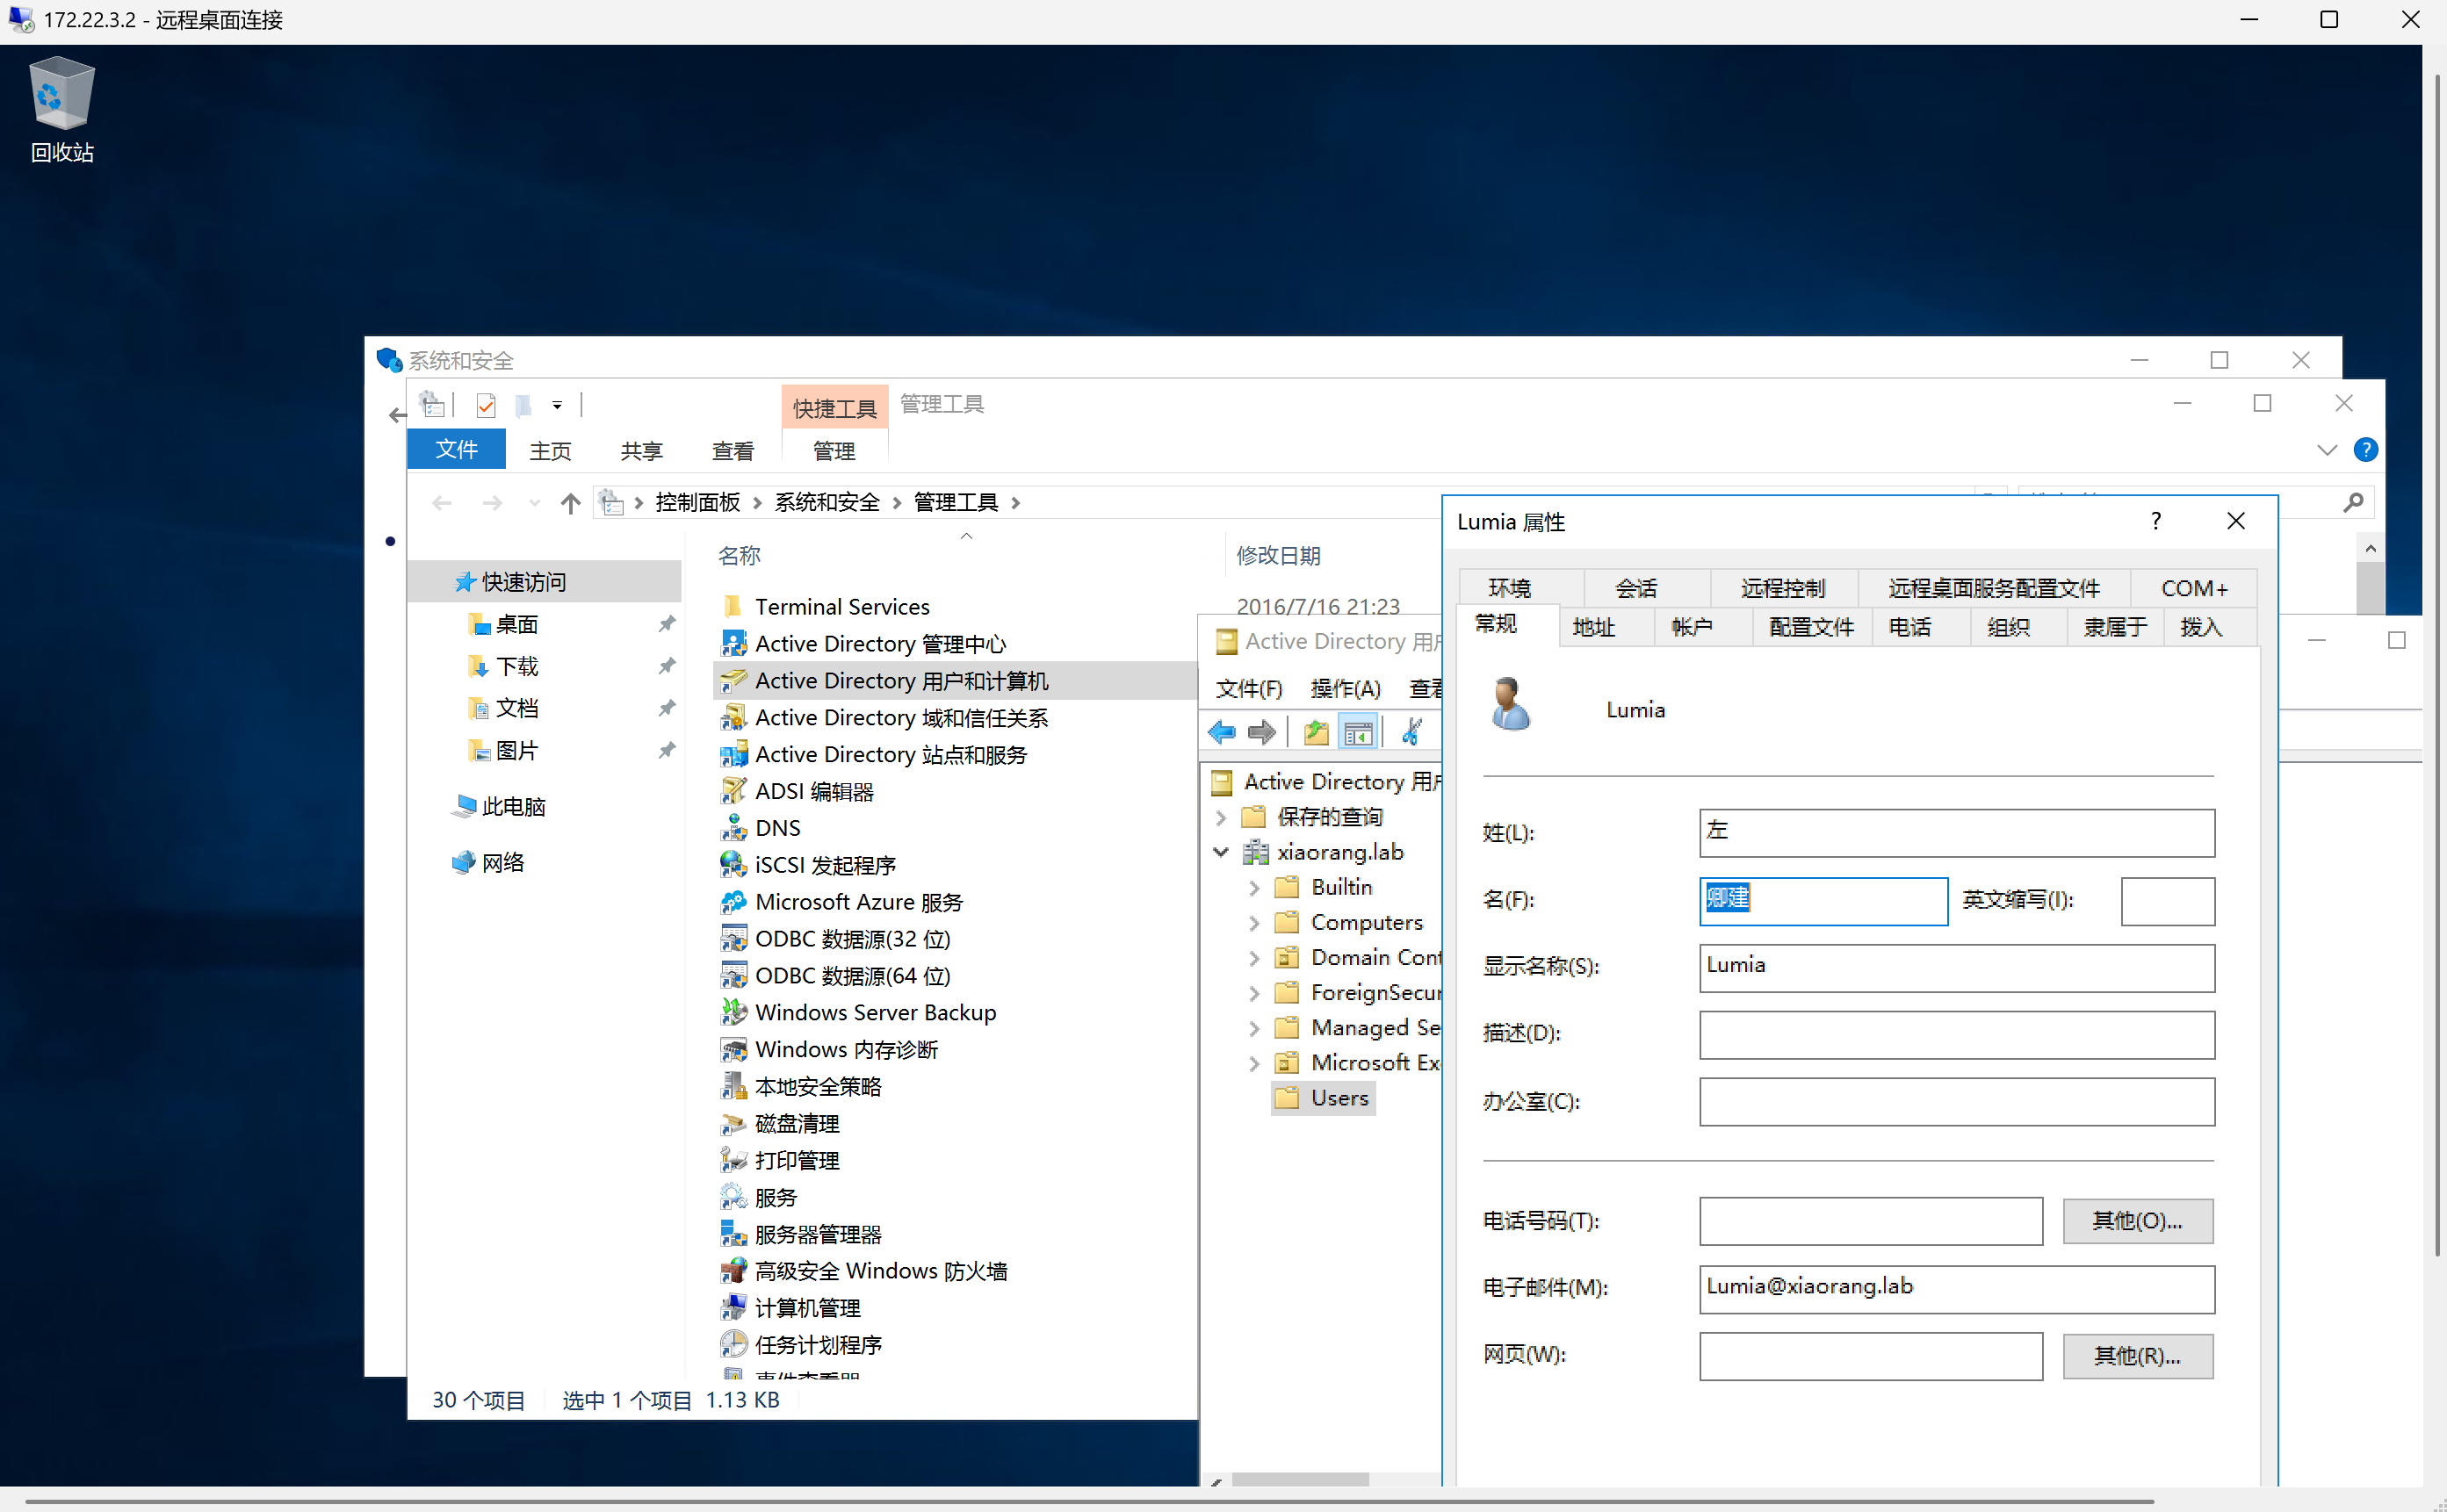 172.22.3.2 - 远程桌面连接
回收站
系统和安全
快捷工具
管理工具
文件
主页
共享
查看
管理
控制面板
系统和安全
管理工具
名称
修改日期
快速访问
桌面
下载
文档
图片
此电脑
网络
Terminal Services
2016/7/16 21:23
Active Directory 管理中心
Active Directory 用户和计算机
Active Directory 域和信任关系
Active Directory 站点和服务
ADSI 编辑器
DNS
iSCSI 发起程序
Microsoft Azure 服务
ODBC 数据源(32 位)
ODBC 数据源(64 位)
Windows Server Backup
Windows 内存诊断
本地安全策略
磁盘清理
打印管理
服务
服务器管理器
高级安全 Windows 防火墙
计算机管理
任务计划程序
30 个项目
选中 1 个项目 1.13 KB
Active Directory
文件(F)
操作(A)
查看
Active Directory
保存的查询
xiaorang.lab
Builtin
Computers
Domain Cont
ForeignSecur
Managed Se
Microsoft Ex
Users
Lumia 属性
?
环境
会话
远程控制
远程桌面服务配置文件
COM+
常规
地址
帐户
配置文件
电话
组织
隶属于
拨入
Lumia
姓(L):
左
名(F):
卿建
英文缩写(I):
显示名称(S):
Lumia
描述(D):
办公室(C):
电话号码(T):
其他(O)...
电子邮件(M):
Lumia@xiaorang.lab
网页(W):
其他(R)...